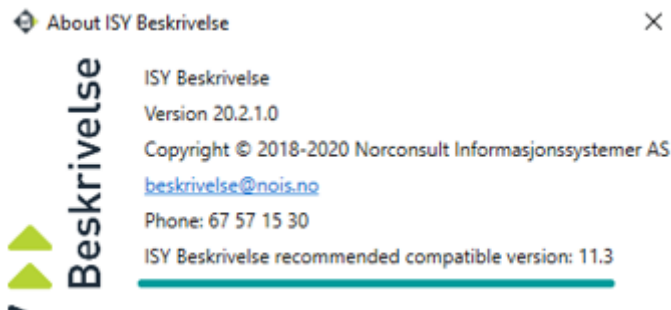 About ISY Beskrivelse
Beskrivelse
ISY Beskrivelse
Version 20.2.1.0
Copyright © 2018-2020 Norconsult Informasjonssystemer AS
beskrivelse@nois.no
Phone: 67 57 15 30
ISY Beskrivelse recommended compatible version: 11.3